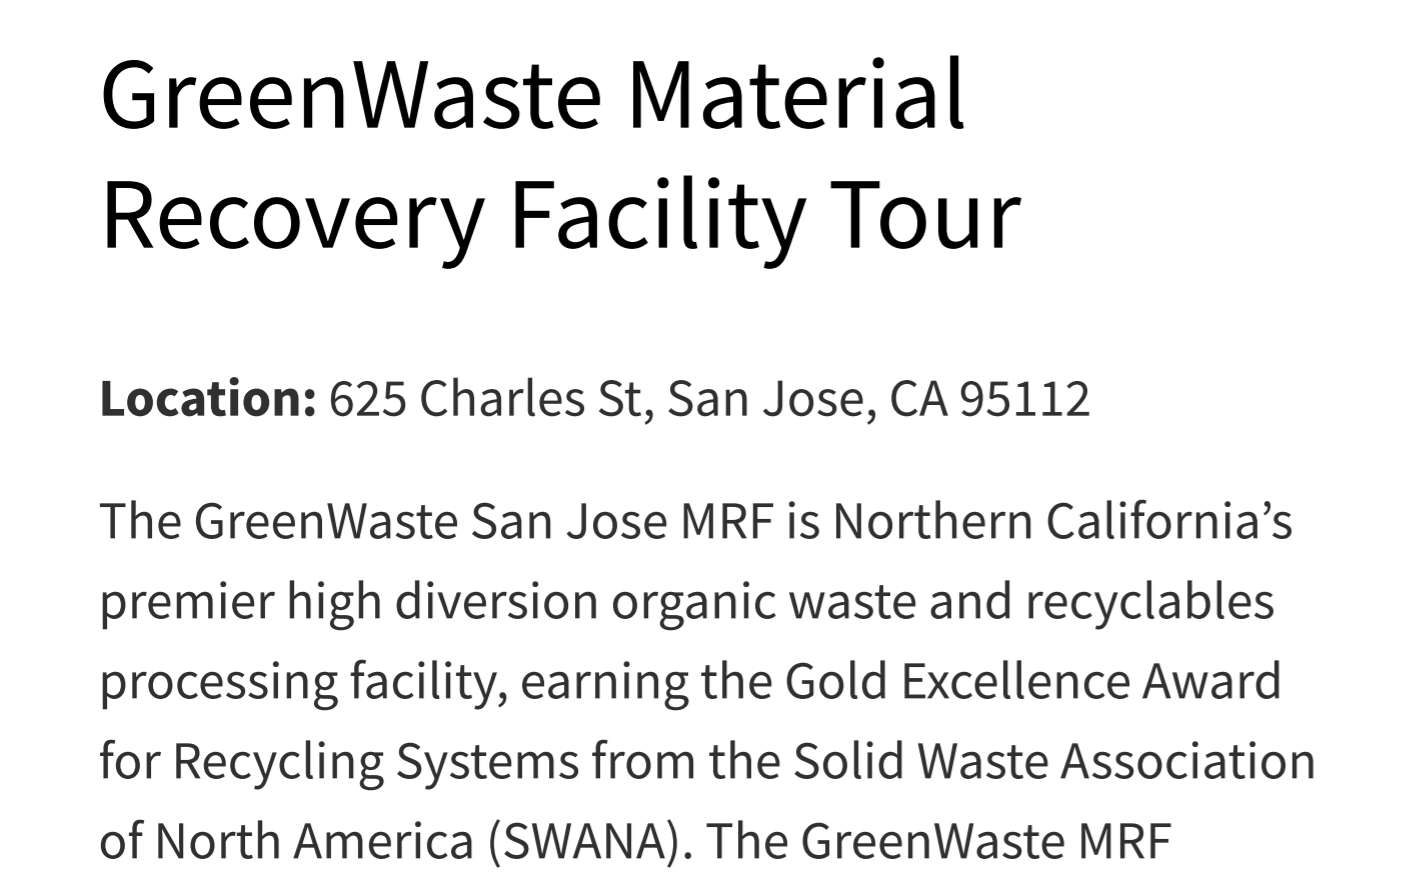 GreenWaste Material
Recovery Facility Tour
Location: 625 Charles St, San Jose, CA 95112
The GreenWaste San Jose MRF is Northern California’s
premier high diversion organic waste and recyclables
processing facility, earning the Gold Excellence Award
for Recycling Systems from the Solid Waste Association
of North America (SWANA). The GreenWaste MRF